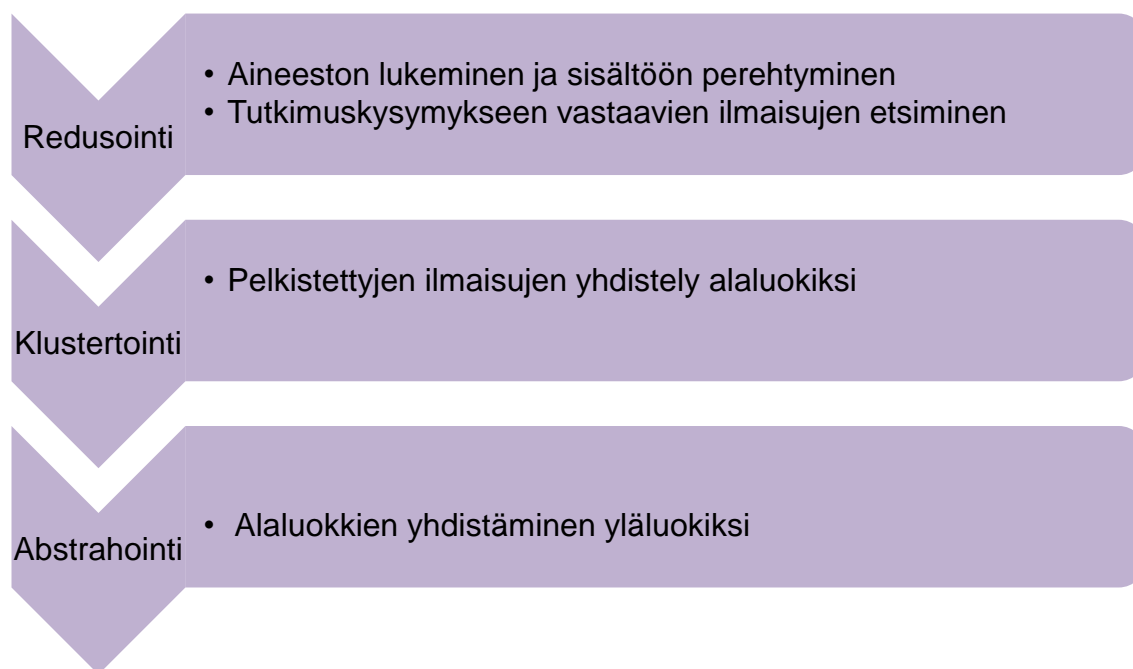 Redusointi
• Aineeston lukeminen ja sisältöön perehtyminen
• Tutkimuskysymykseen vastaavien ilmaisujen etsiminen
Klustertointi
• Pelkistettyjen ilmaisujen yhdistely alaluokiksi
Abstrahointi
• Alaluokkien yhdistäminen yläluokiksi